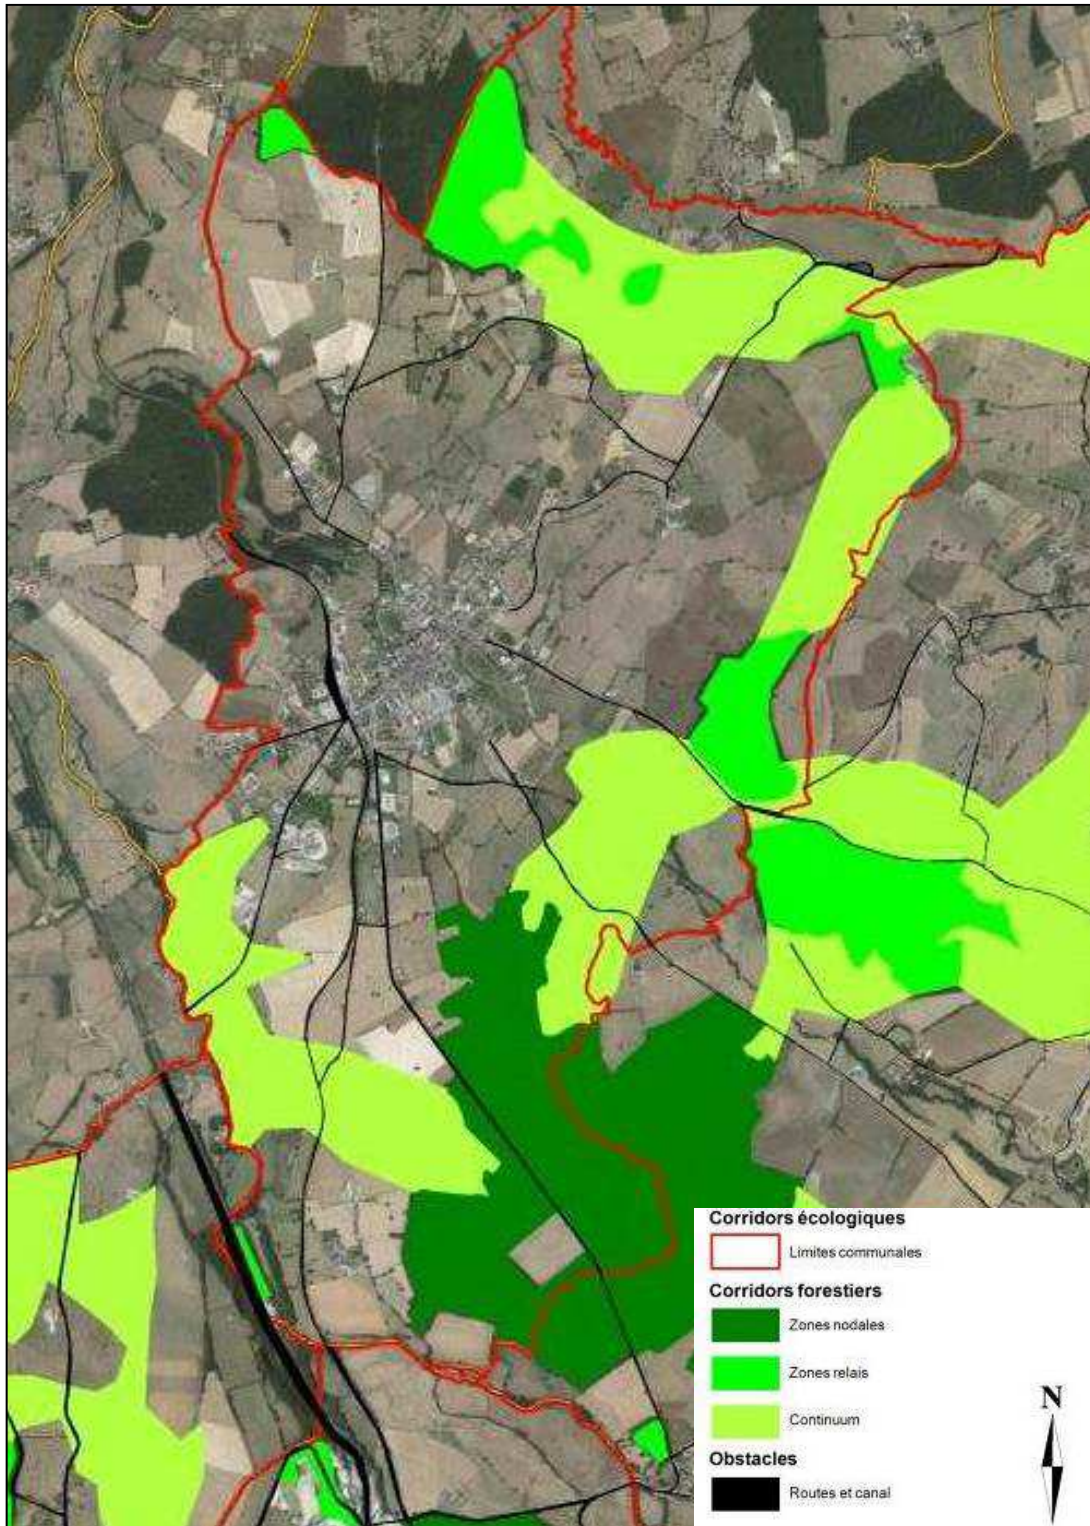 Corridors écologiques
Limites communales
Corridors forestiers
Zones nodales
Zones relais
Continuum
Obstacles
Routes et canal
N